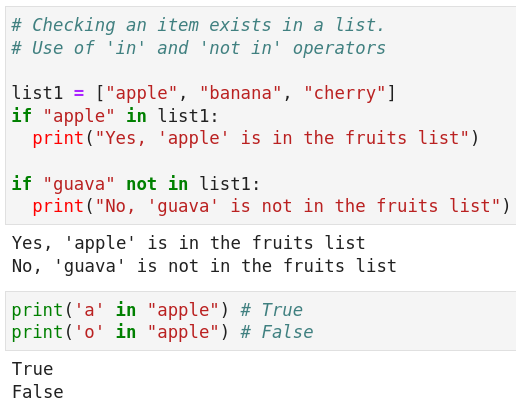 # Checking an item exists in a list.
# Use of 'in' and 'not in' operators
list1 = ["apple", "banana", "cherry"]
if "apple" in list1:
  print("Yes, 'apple' is in the fruits list")
if "guava" not in list1:
  print("No, 'guava' is not in the fruits list")
Yes, 'apple' is in the fruits list
No, 'guava' is not in the fruits list
print('a' in "apple") # True
print('o' in "apple") # False
True
False